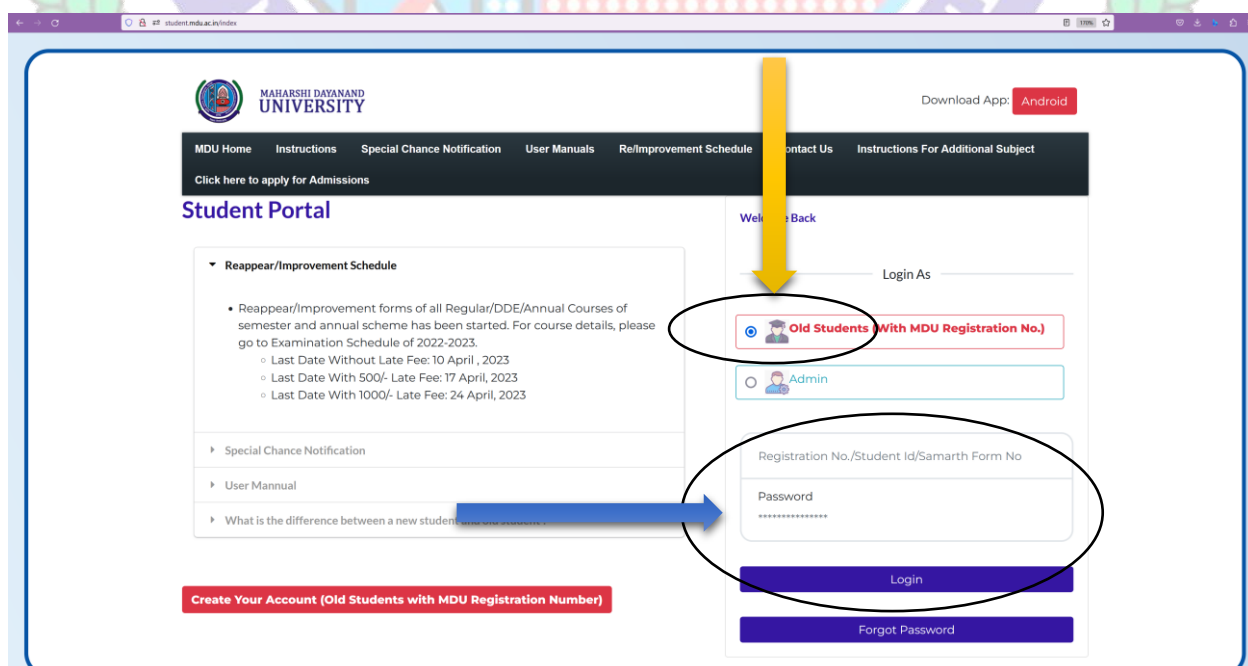 student.mdu.ac.in/index
170%
MAHARSHI DAYANAND
UNIVERSITY
Download App: Android
MDU Home Instructions Special Chance Notification User Manuals Re/Improvement Schedule Contact Us Instructions For Additional Subject
Click here to apply for Admissions
Student Portal
Reappear/Improvement Schedule
• Reappear/Improvement forms of all Regular/DDE/Annual Courses of
semester and annual scheme has been started. For course details, please
go to Examination Schedule of 2022-2023.
◦ Last Date Without Late Fee: 10 April , 2023
◦ Last Date With 500/- Late Fee: 17 April, 2023
◦ Last Date With 1000/- Late Fee: 24 April, 2023
Special Chance Notification
User Mannual
What is the difference between a new student and old student ?
Create Your Account (Old Students with MDU Registration Number)
Welcome Back
Login As
Old Students (With MDU Registration No.)
Admin
Registration No./Student Id/Samarth Form No
Password
***************
Login
Forgot Password